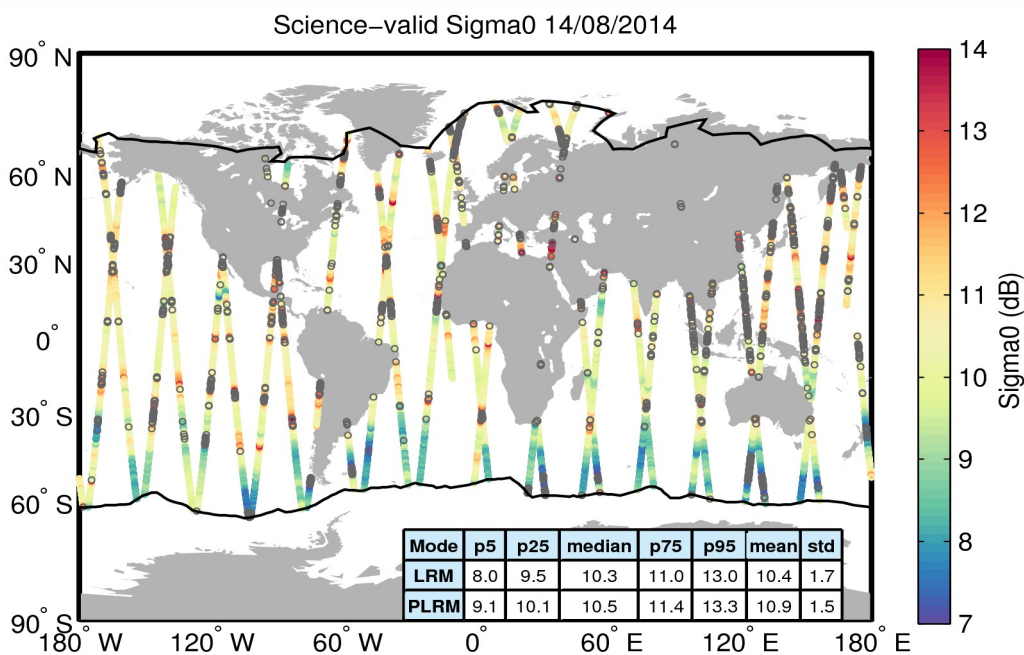 Science−valid Sigma0 14/08/2014
90° N
60° N
30° N
0°
30° S
60° S
90° S
180° W
120° W
60° W
0°
60° E
120° E
180° E
Mode p5 p25 median p75 p95 mean std
LRM 8.0 9.5 10.3 11.0 13.0 10.4 1.7
PLRM 9.1 10.1 10.5 11.4 13.3 10.9 1.5
14
13
12
11
10
9
8
7
Sigma0 (dB)